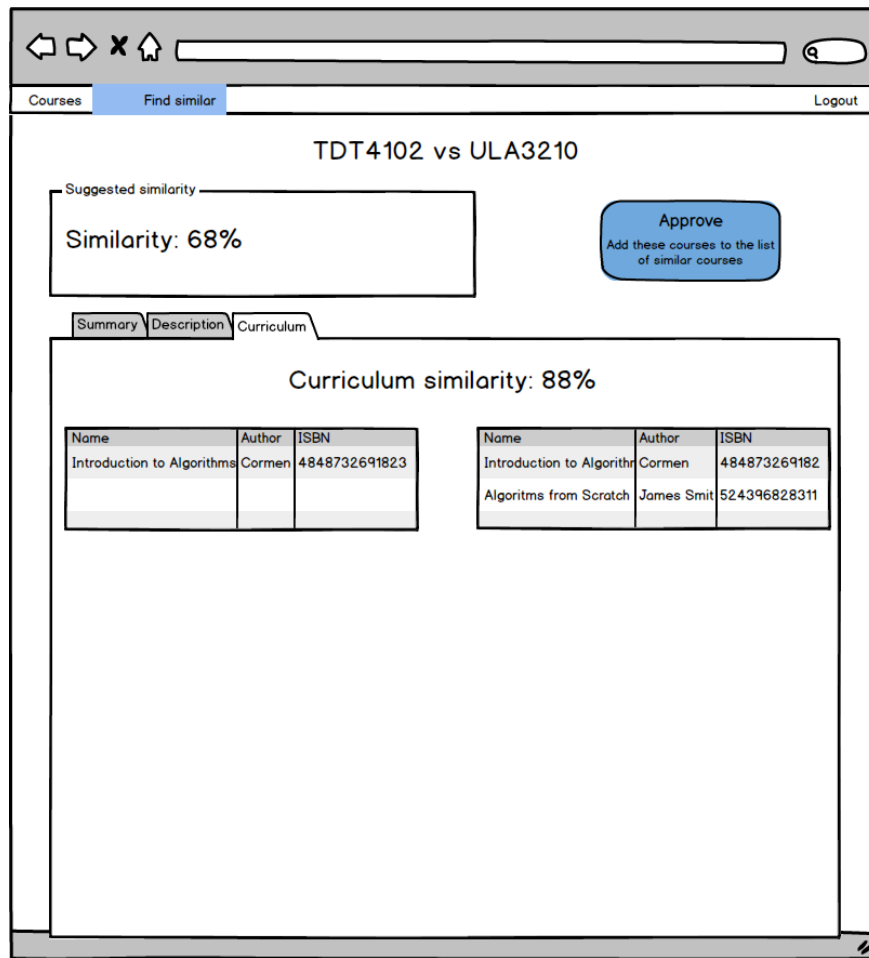 Courses Find similar Logout
TDT4102 vs ULA3210
Suggested similarity
Similarity: 68%
Approve
Add these courses to the list
of similar courses
Summary Description Curriculum
Curriculum similarity: 88%
Name Author ISBN
Introduction to Algorithms Cormen 4848732691823
Name Author ISBN
Introduction to Algorithr Cormen 484873269182
Algoritms from Scratch James Smit 524396828311